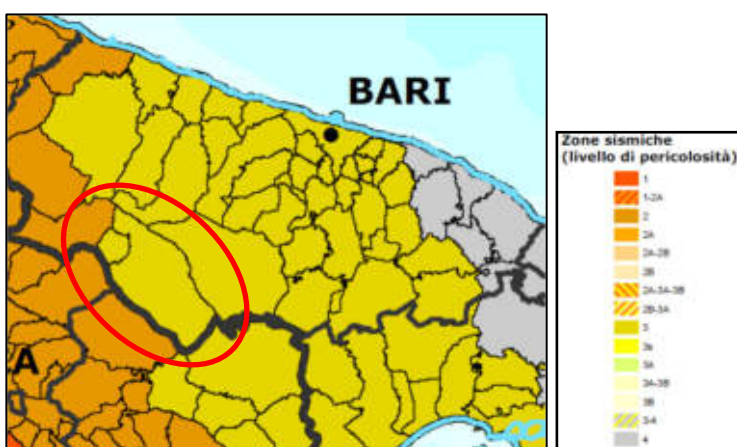 BARI
A
Zone sismiche
(livello di pericolosità)
1
1-2A
2
2A
2A-2B
2B
2A-3A-3B
2B-3A
3
3s
3A
3A-3B
3B
3-4
4